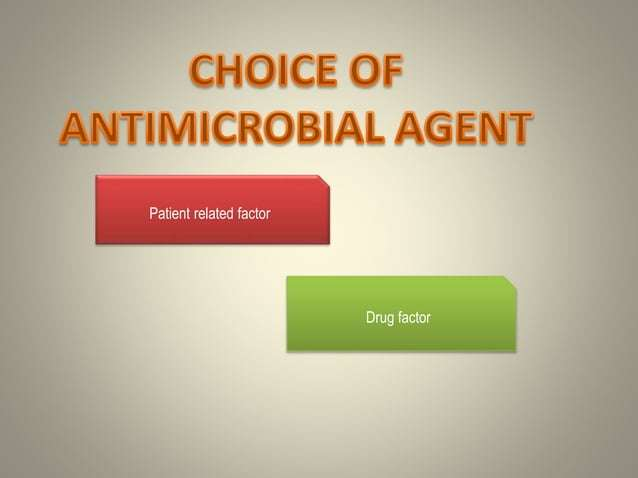 CHOICE OF
ANTIMICROBIAL AGENT
Patient related factor
Drug factor